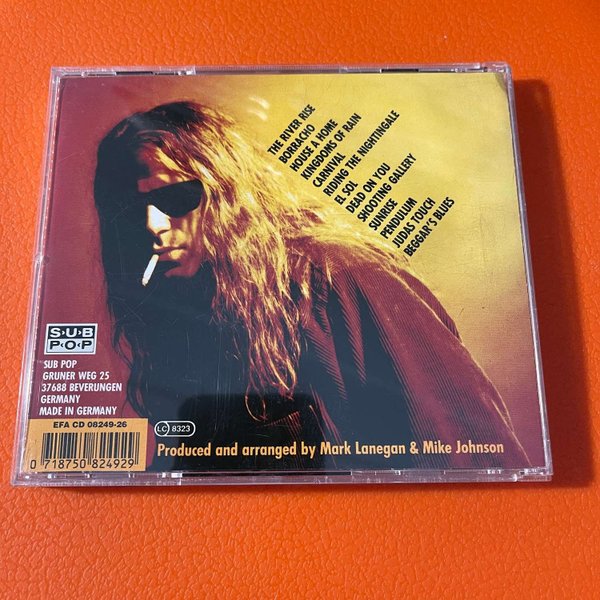 THE RIVER RISE
BORRACHO
HOUSE A HOME
KINGDOMS OF RAIN
CARNIVAL
RIDING THE NIGHTINGALE
EL SOL
DEAD ON YOU
SHOOTING GALLERY
SUNRISE
PENDULUM
JUDAS TOUCH
BEGGAR'S BLUES
S·U·B
P·O·P
SUB POP
GRUNER WEG 25
37688 BEVERUNGEN
GERMANY
MADE IN GERMANY
EFA CD 08249-26
0 718750 824929
LC 8323
Produced and arranged by Mark Lanegan & Mike Johnson